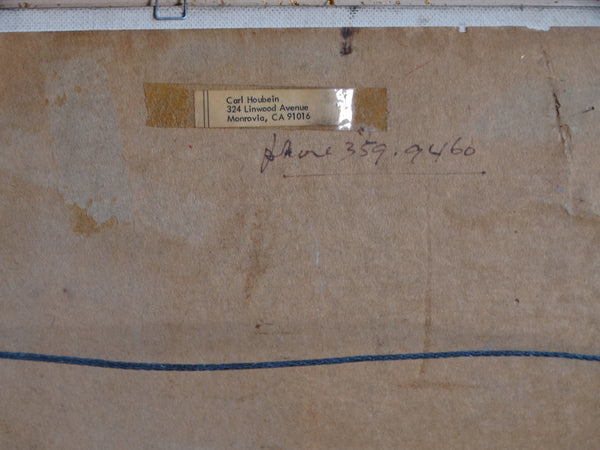 Carl Houbein
324 Linwood Avenue
Monrovia, CA 91016
phone 359.9460